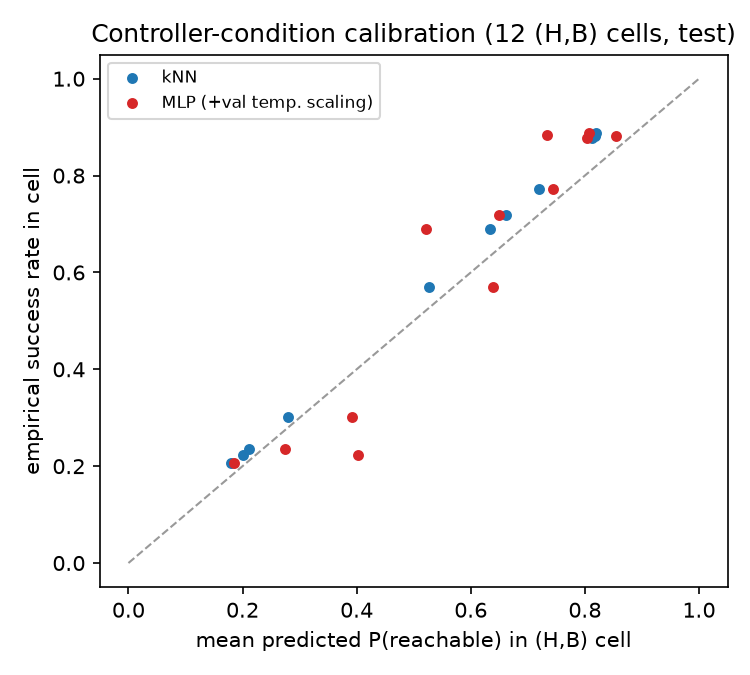 Controller-condition calibration (12 (H,B) cells, test)
kNN
MLP (+val temp. scaling)
empirical success rate in cell
1.0
0.8
0.6
0.4
0.2
0.0
0.0 0.2 0.4 0.6 0.8 1.0
mean predicted P(reachable) in (H,B) cell